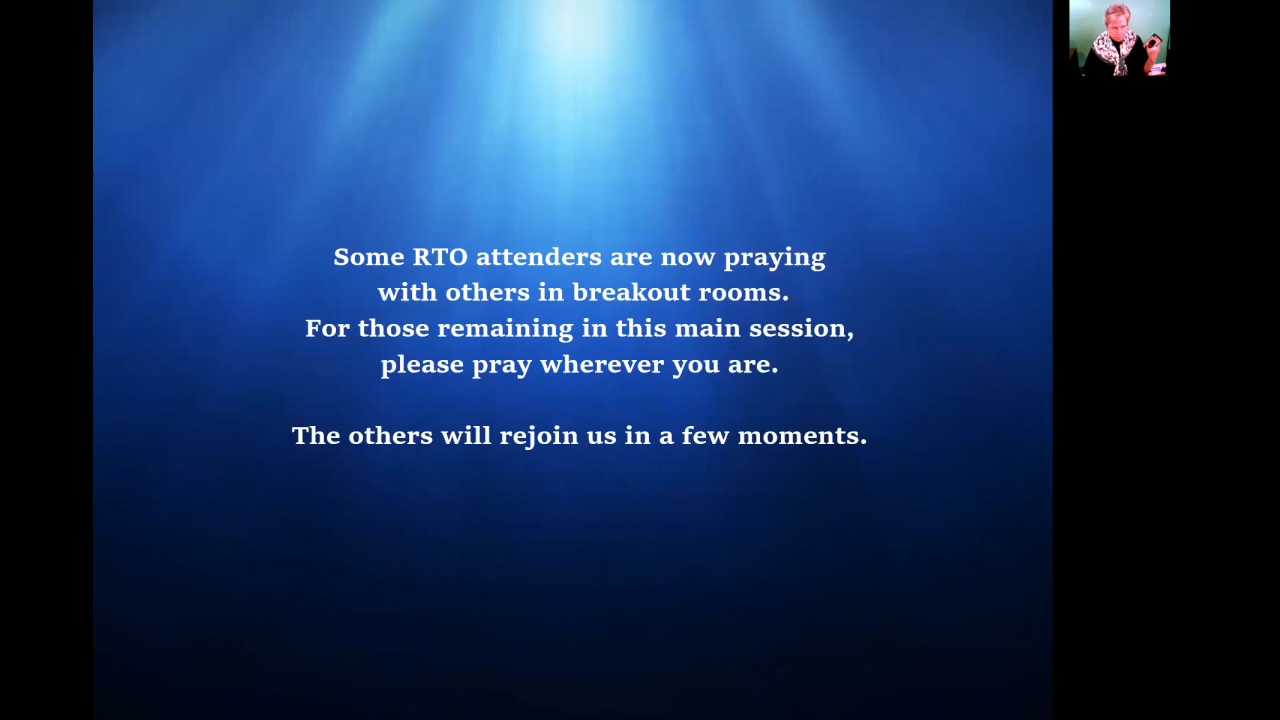 Some RTO attenders are now praying
with others in breakout rooms.
For those remaining in this main session,
please pray wherever you are.
The others will rejoin us in a few moments.